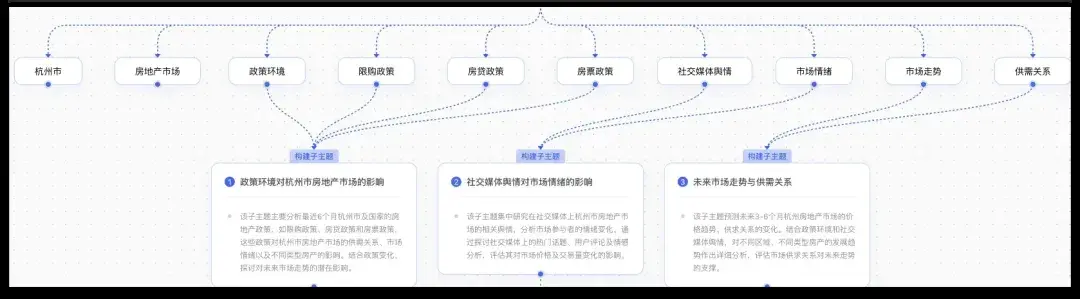 杭州市 房地产市场 政策环境 限购政策 房贷政策 房票政策 社交媒体舆情 市场情绪 市场走势 供需关系
构建子主题 构建子主题 构建子主题
1 政策环境对杭州市房地产市场的影响
该子主题主要分析最近6个月杭州市及国家的房
地产政策、如限购政策、房贷政策和房票政策,
这些政策对杭州市房地产市场的供需关系、市场
情绪以及不同类型房产的影响。结合政策变化、
探讨对未来市场走势的潜在影响。
2 社交媒体舆情对市场情绪的影响
该子主题集中研究在社交媒体上杭州市房地产市
场的相关舆情、分析市场参与者的情绪变化。通
过探讨社交媒体上的热门话题、用户评论及情感
分析、评估其对市场价格及交易量变化的影响。
3 未来市场走势与供需关系
该子主题预测未来3-6个月杭州房地产市场的价
格趋势、供求关系的变化。结合政策环境和社交
媒体舆情、对不同区域、不同类型房产的发展趋
势作出详细分析、评估市场供求关系对未来走势
的支撑。